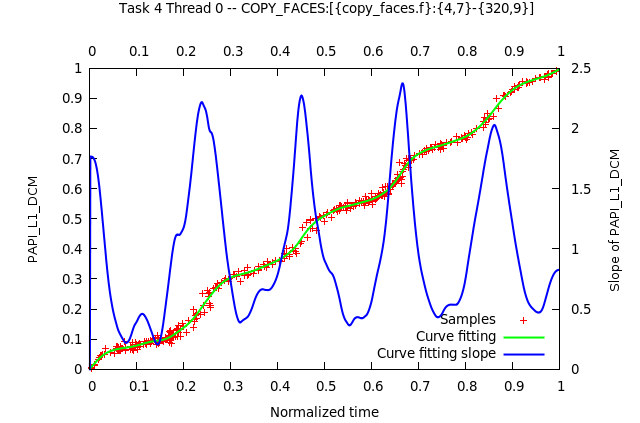 Task 4 Thread 0 -- COPY_FACES:[{copy_faces.f}:{4,7}-{320,9}]
0 0.1 0.2 0.3 0.4 0.5 0.6 0.7 0.8 0.9 1
1 2.5
0.9
0.8 2
0.7
0.6 1.5
0.5
0.4 1
0.3
0.2 0.5
0.1
0 0
PAPI_L1_DCM
Slope of PAPI_L1_DCM
Samples
Curve fitting
Curve fitting slope
0 0.1 0.2 0.3 0.4 0.5 0.6 0.7 0.8 0.9 1
Normalized time